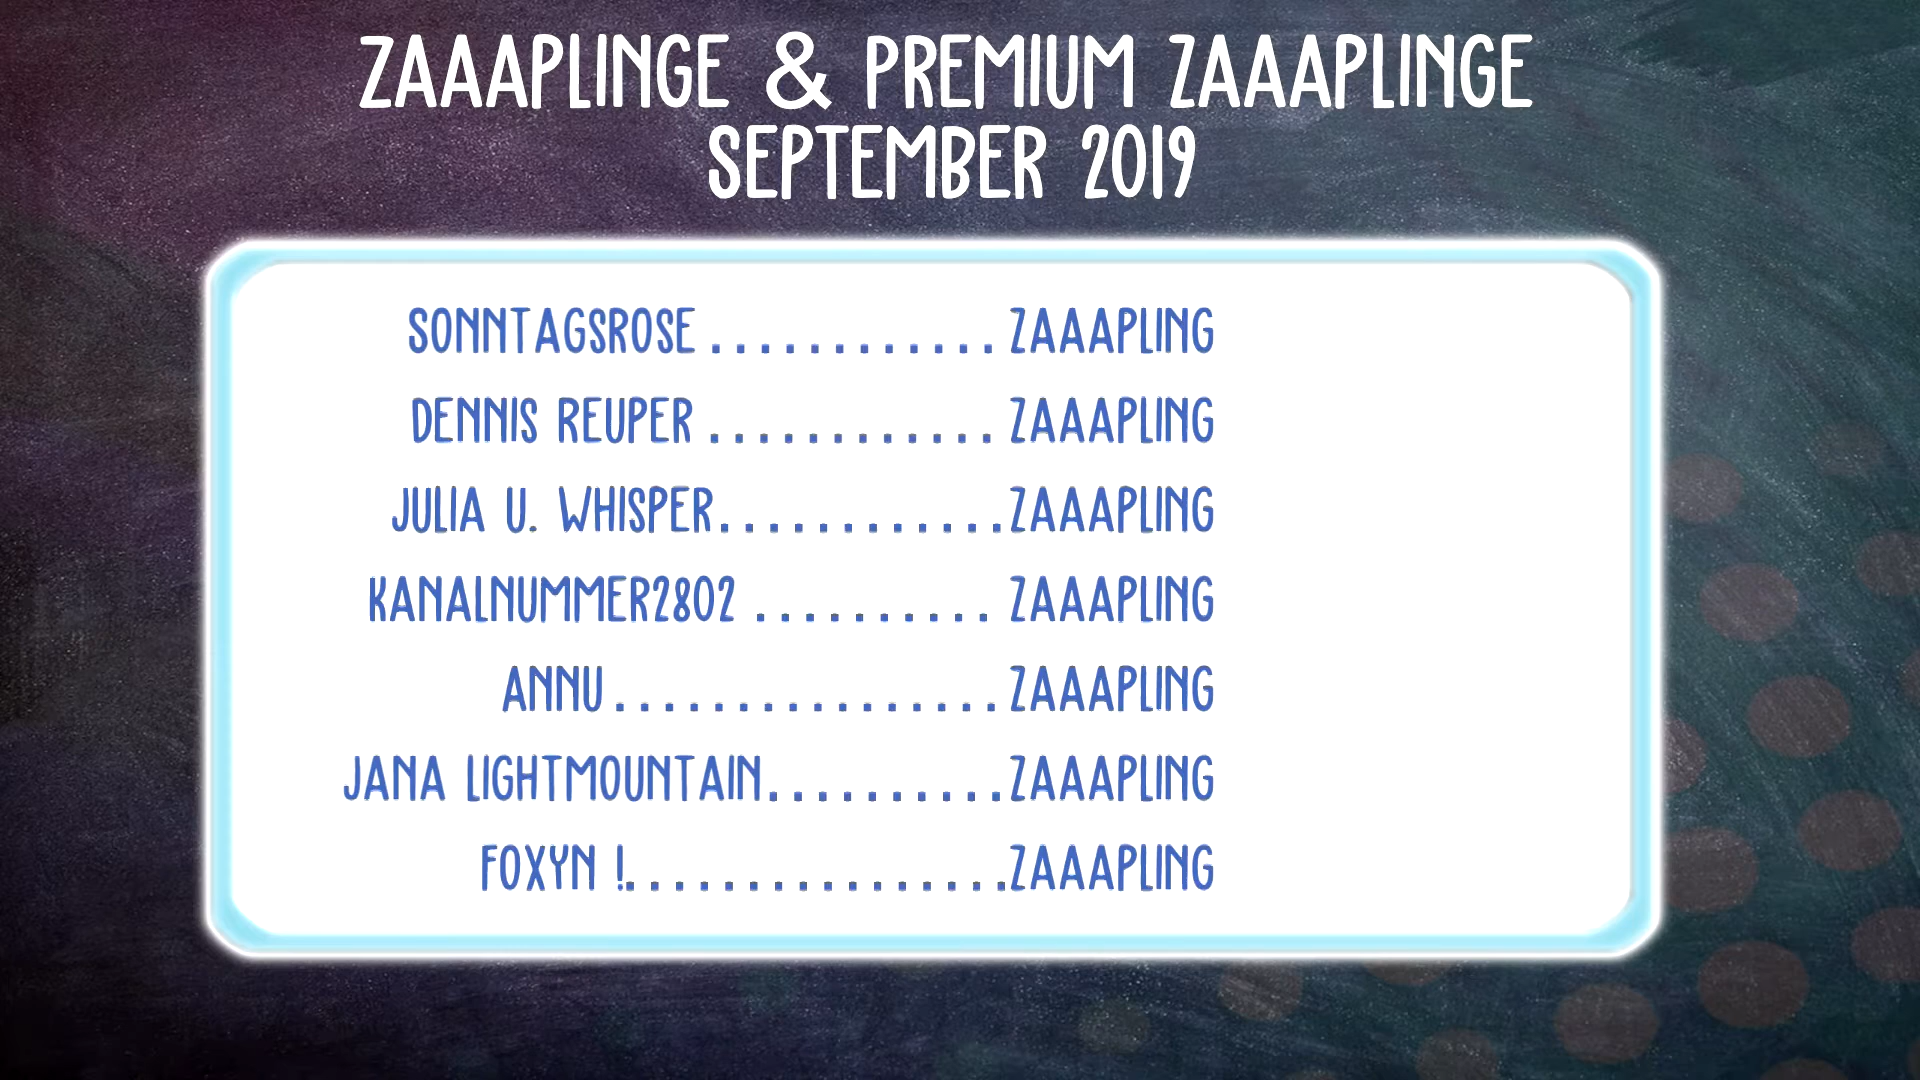 ZAAAPLINGE & PREMIUM ZAAAPLINGE
SEPTEMBER 2019
SONNTAGSROSE ............ ZAAAPLING
DENNIS REUPER ............ ZAAAPLING
JULIA U. WHISPER............ZAAAPLING
KANALNUMMER2802 .......... ZAAAPLING
ANNU................ZAAAPLING
JANA LIGHTMOUNTAIN..........ZAAAPLING
FOXYN !................ZAAAPLING